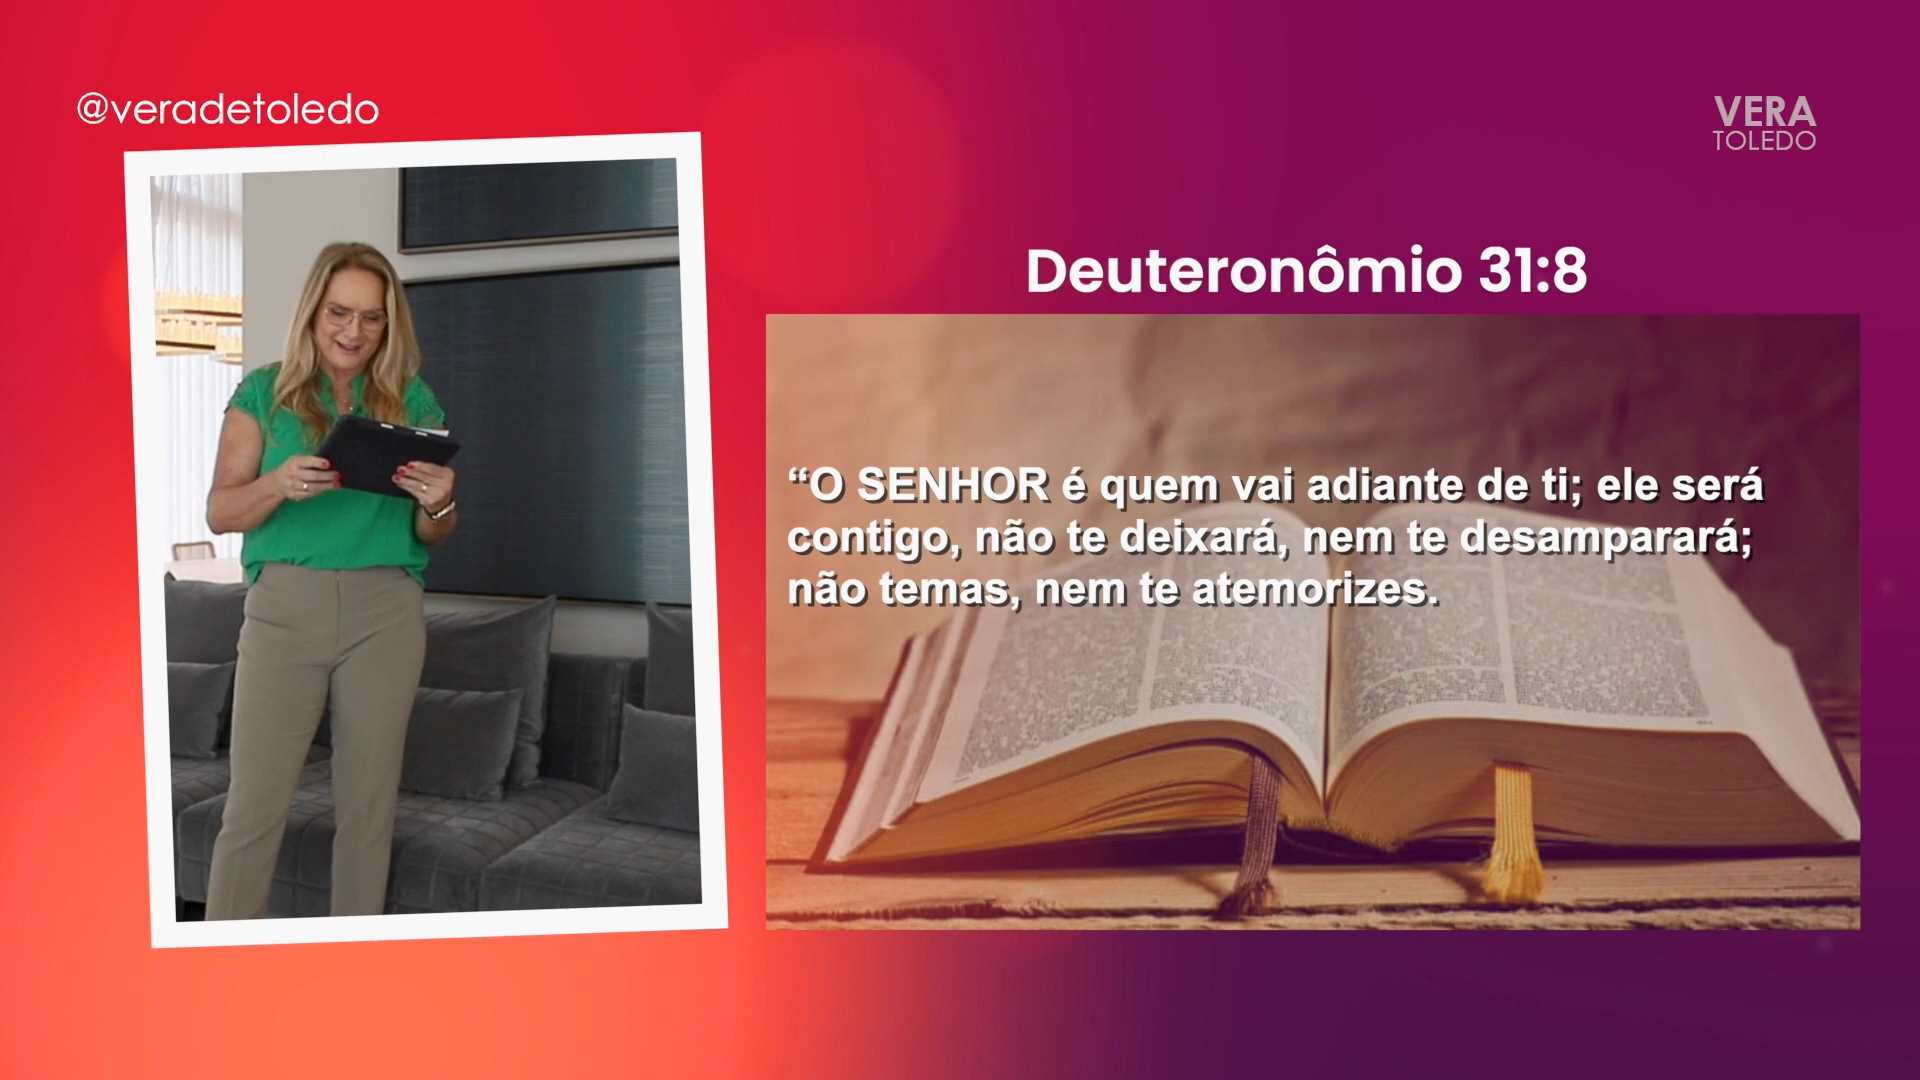 @veradetoledo
VERA
TOLEDO
Deuteronômio 31:8
“O SENHOR é quem vai adiante de ti; ele será
contigo, não te deixará, nem te desamparará;
não temas, nem te atemorizes.